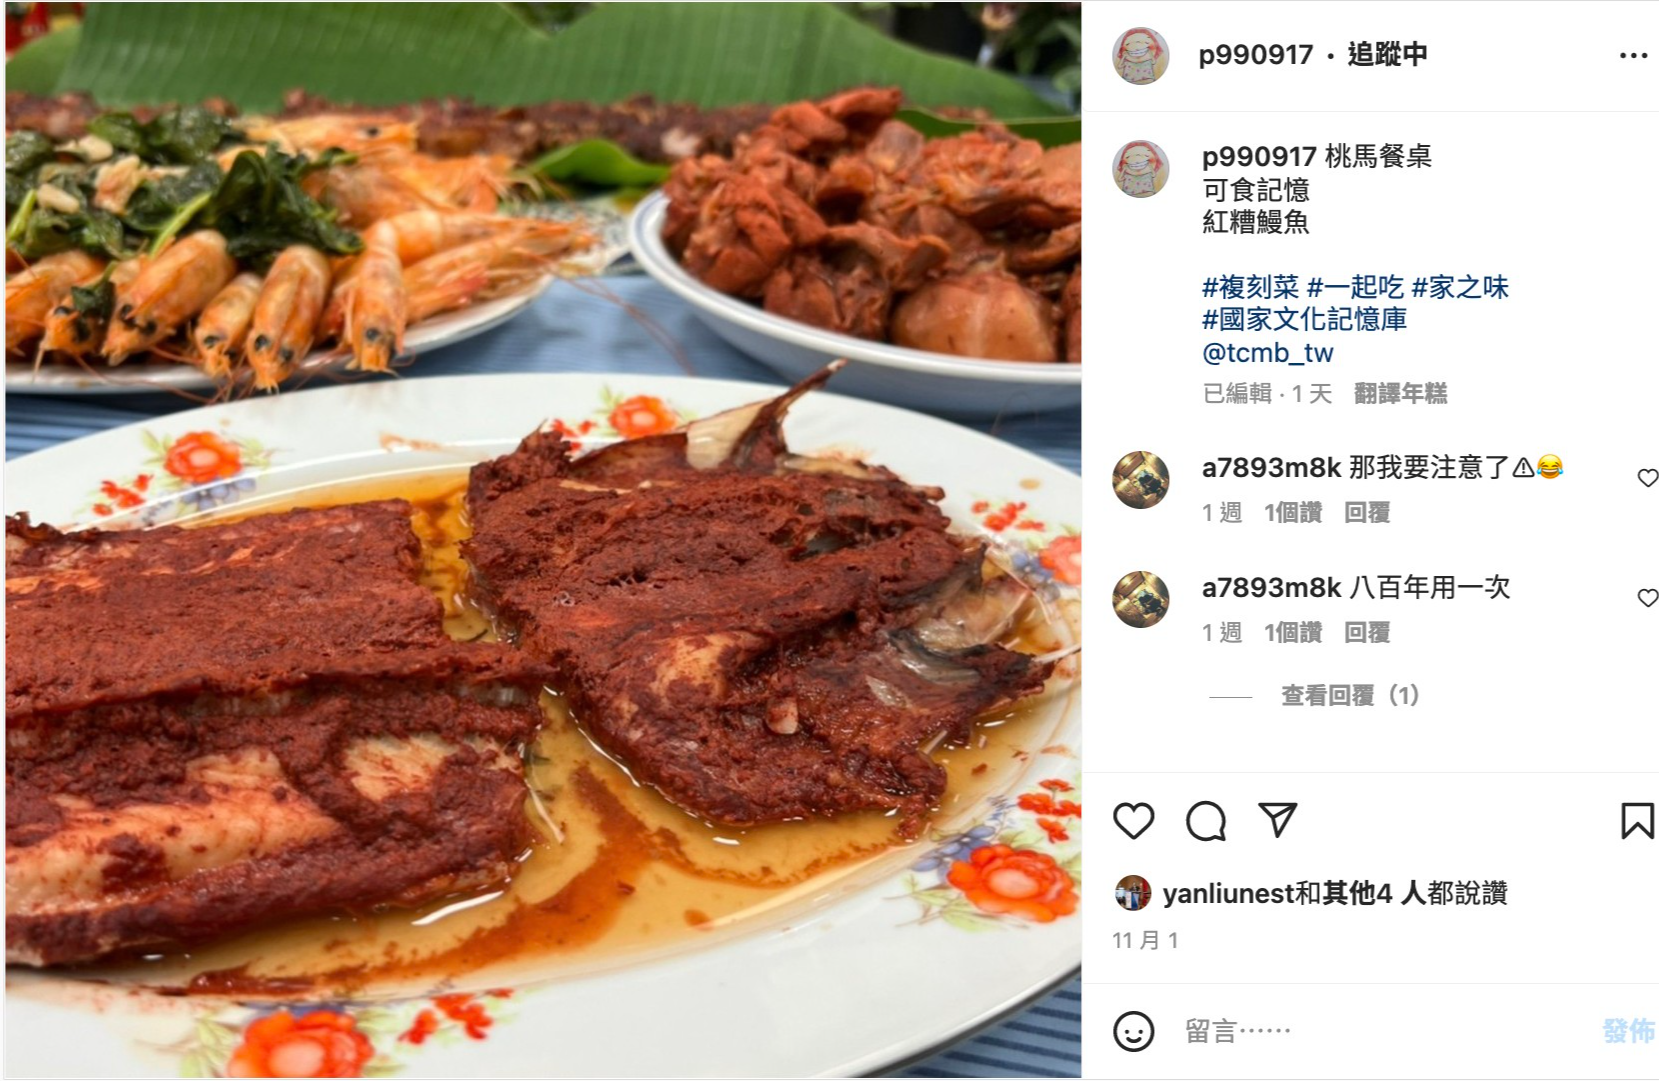 p990917 • 追蹤中
p990917 桃馬餐桌
可食記憶
紅糟鰻魚
#複刻菜 #一起吃 #家之味
#國家文化記憶庫
@tcmb_tw
已編輯 · 1 天 翻譯年糕
a7893m8k 那我要注意了⚠😂
1 週 1個讚 回覆
a7893m8k 八百年用一次
1 週 1個讚 回覆
查看回覆（1）
yanliunest和其他4 人都說讚
11 月 1
留言……
發佈